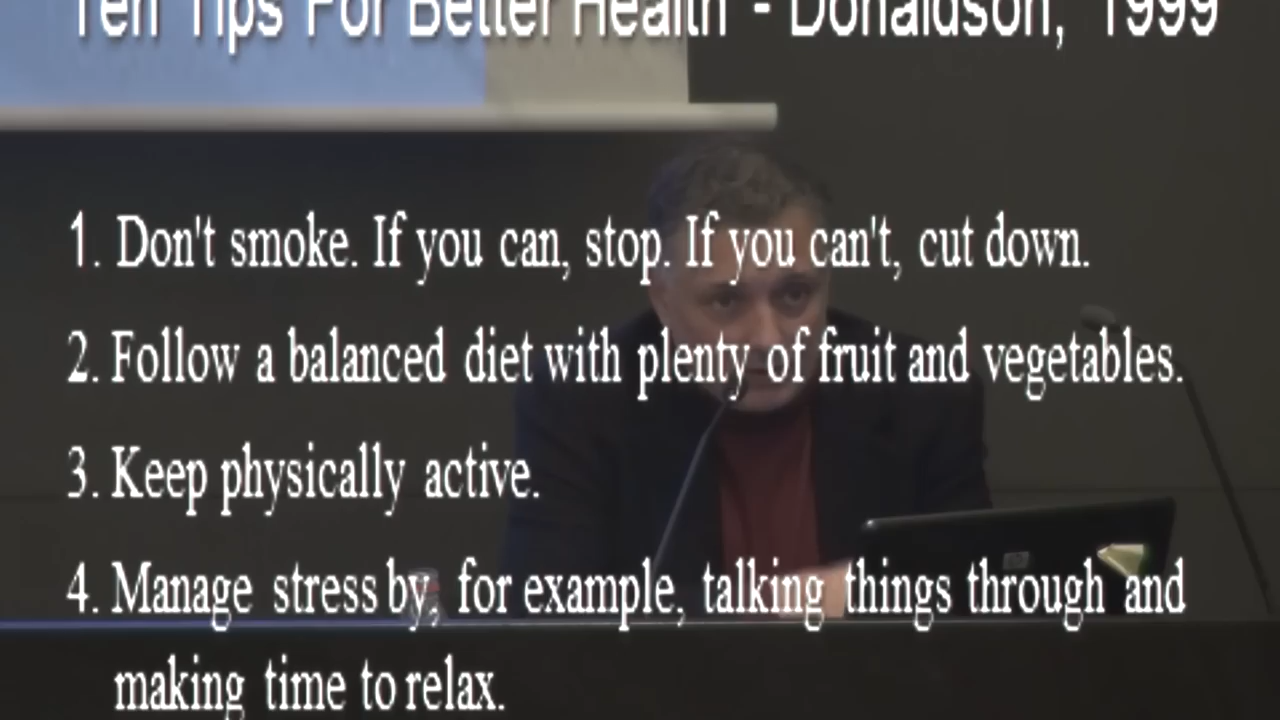 Ten Tips For Better Health - Donaldson, 1999
1. Don't smoke. If you can, stop. If you can't, cut down.
2. Follow a balanced diet with plenty of fruit and vegetables.
3. Keep physically active.
4. Manage stress by, for example, talking things through and
making time to relax.